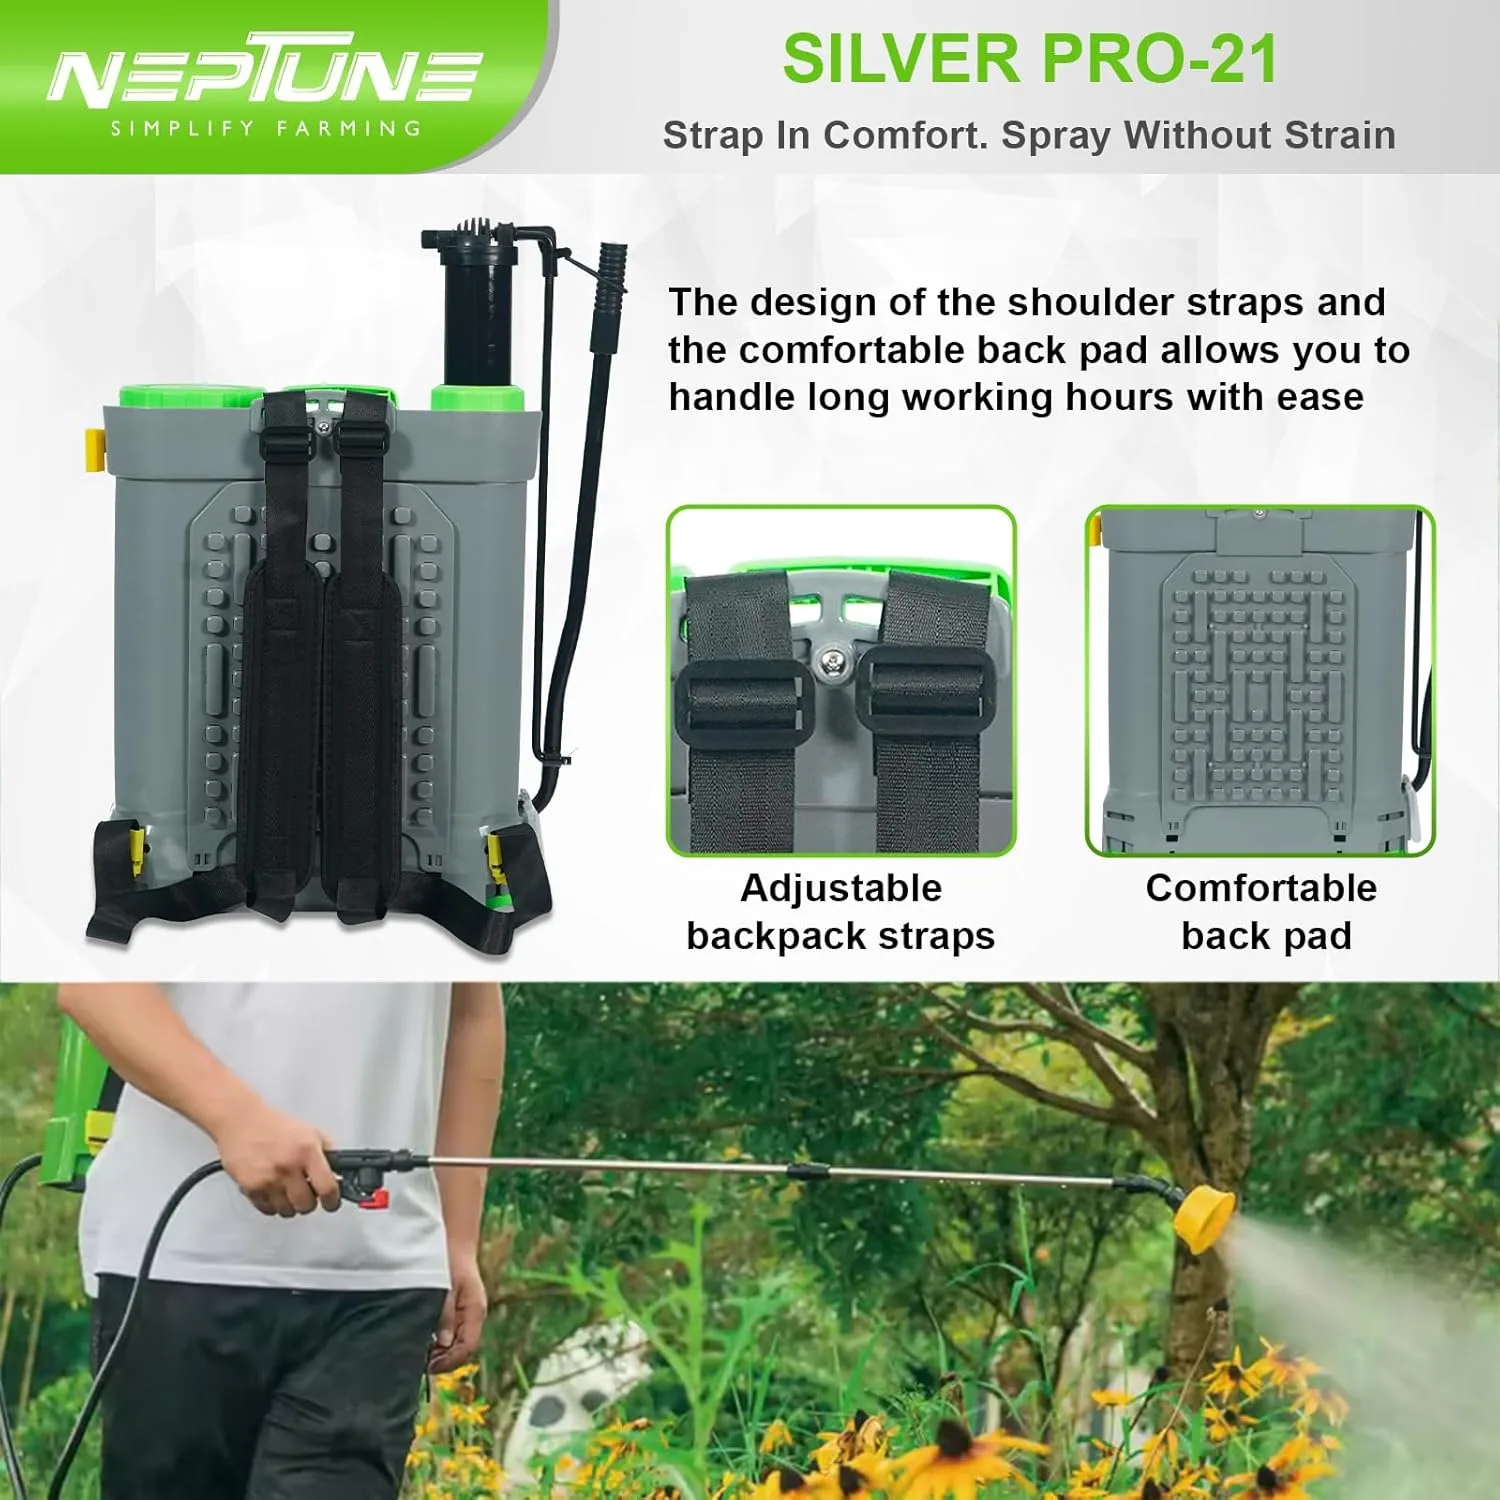 NEPTUNE
SIMPLIFY FARMING
SILVER PRO-21
Strap In Comfort. Spray Without Strain
The design of the shoulder straps and
the comfortable back pad allows you to
handle long working hours with ease
Adjustable
backpack straps
Comfortable
back pad